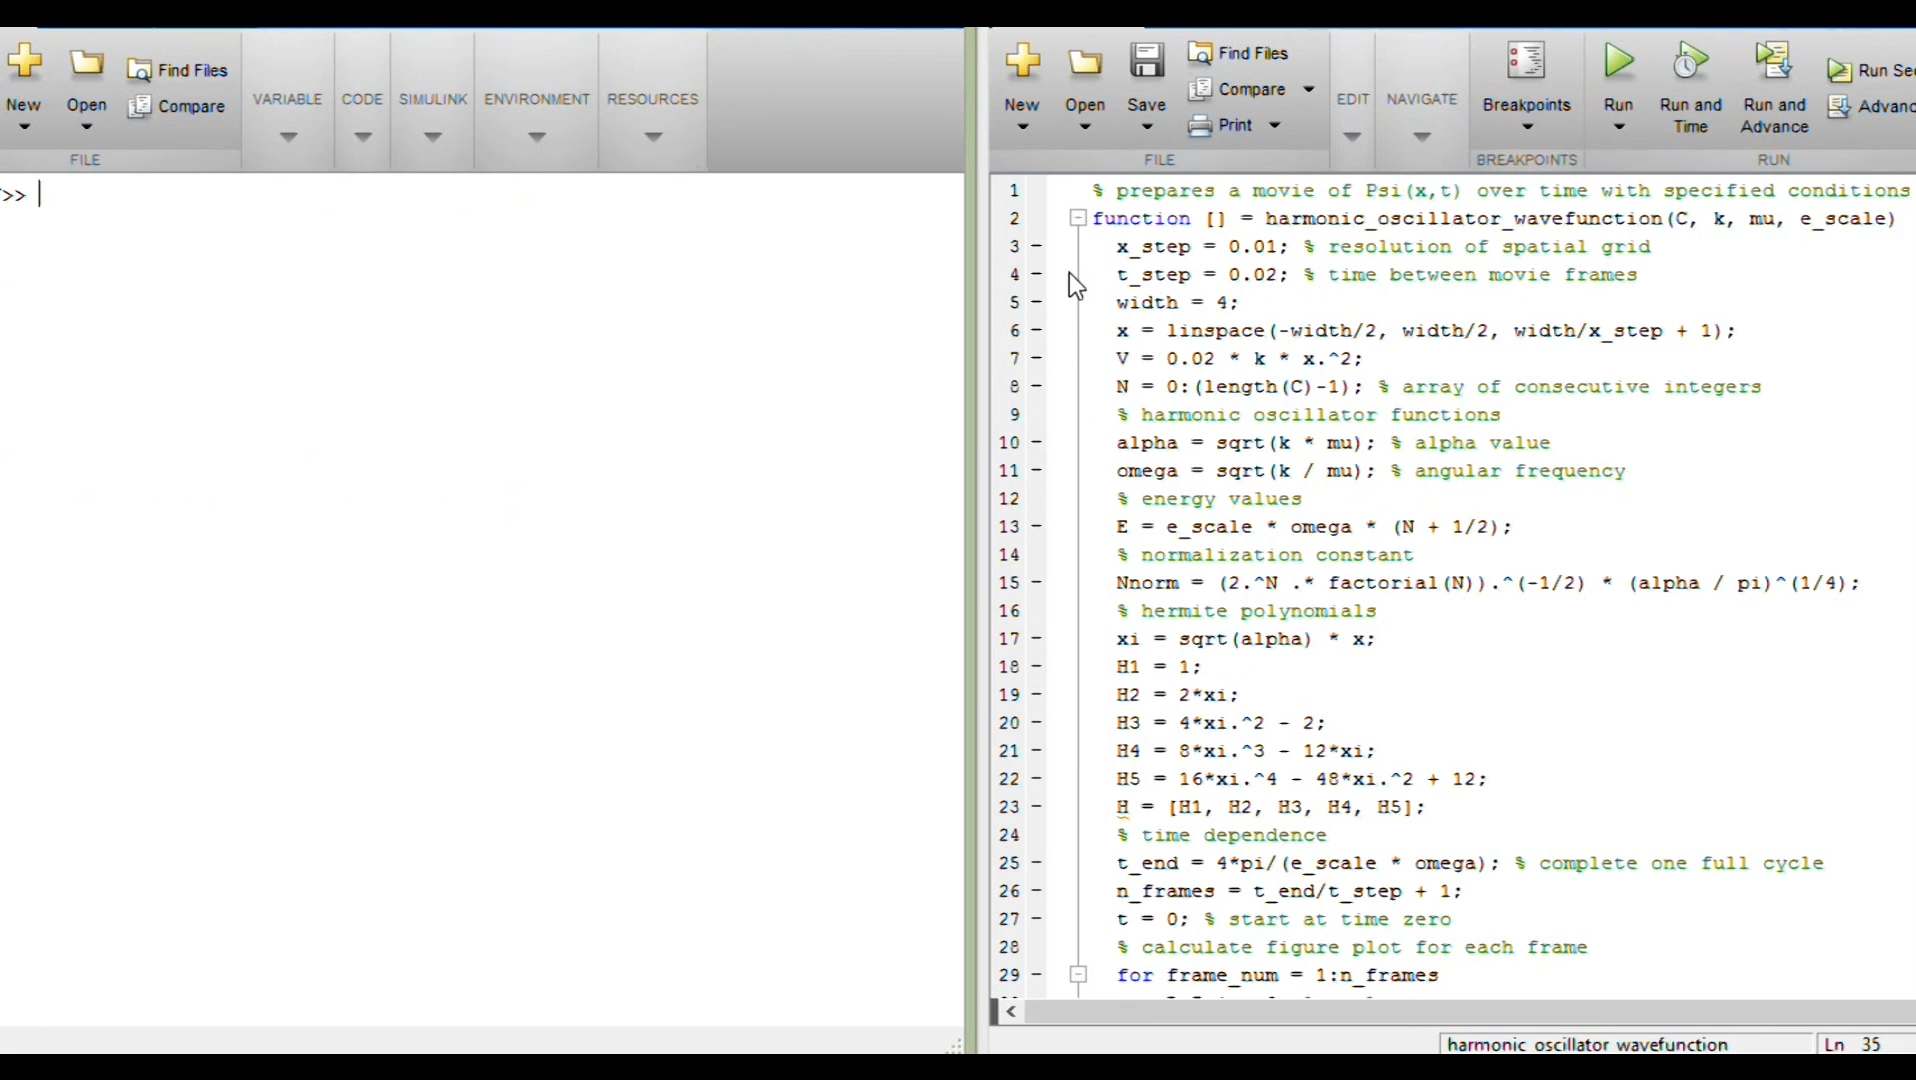 New
Open
Find Files
Compare
VARIABLE
CODE
SIMULINK
ENVIRONMENT
RESOURCES
FILE
>>
New
Open
Save
Find Files
Compare
Print
EDIT
NAVIGATE
Breakpoints
Run
Run and
Time
Run and
Advance
Run Sec
Advanc
FILE
BREAKPOINTS
RUN
1 % prepares a movie of Psi(x,t) over time with specified conditions
2 function [] = harmonic_oscillator_wavefunction(C, k, mu, e_scale)
3 - x_step = 0.01; % resolution of spatial grid
4 - t_step = 0.02; % time between movie frames
5 - width = 4;
6 - x = linspace(-width/2, width/2, width/x_step + 1);
7 - V = 0.02 * k * x.^2;
8 - N = 0:(length(C)-1); % array of consecutive integers
9 % harmonic oscillator functions
10 - alpha = sqrt(k * mu); % alpha value
11 - omega = sqrt(k / mu); % angular frequency
12 % energy values
13 - E = e_scale * omega * (N + 1/2);
14 % normalization constant
15 - Nnorm = (2.^N .* factorial(N)).^(-1/2) * (alpha / pi)^(1/4);
16 % hermite polynomials
17 - xi = sqrt(alpha) * x;
18 - H1 = 1;
19 - H2 = 2*xi;
20 - H3 = 4*xi.^2 - 2;
21 - H4 = 8*xi.^3 - 12*xi;
22 - H5 = 16*xi.^4 - 48*xi.^2 + 12;
23 - H = [H1, H2, H3, H4, H5];
24 % time dependence
25 - t_end = 4*pi/(e_scale * omega); % complete one full cycle
26 - n_frames = t_end/t_step + 1;
27 - t = 0; % start at time zero
28 % calculate figure plot for each frame
29 - for frame_num = 1:n_frames
harmonic oscillator wavefunction
Ln 35